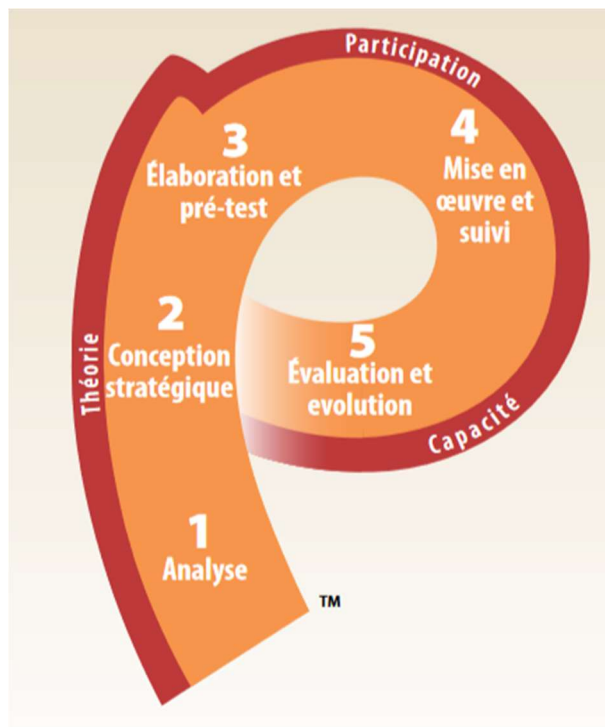 Participation
3
Élaboration et
pré-test
4
Mise en
œuvre et
suivi
2
Conception
stratégique
Théorie
5
Évaluation et
evolution
Capacité
1
Analyse
TM